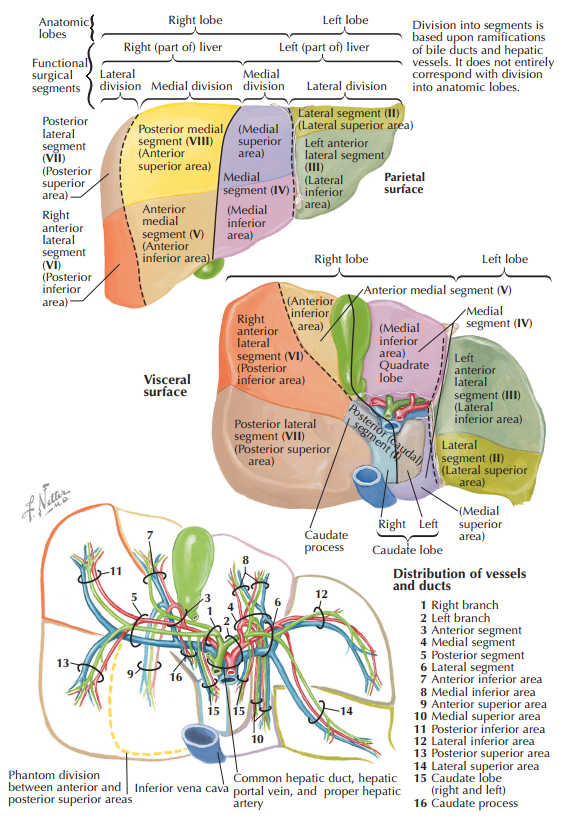 Anatomic lobes
Right lobe
Left lobe
Division into segments is
based upon ramifications
of bile ducts and hepatic
vessels. It does not entirely
correspond with division
into anatomic lobes.
Right (part of) liver
Left (part of) liver
Functional
surgical
segments
Lateral
division
Medial division
Medial
division
Lateral division
Posterior
lateral
segment
(VII)
(Posterior
superior
area)
Right
anterior
lateral
segment
(VI)
(Posterior
inferior
area)
Posterior medial
segment (VIII)
(Anterior
superior area)
Anterior
medial
segment (V)
(Anterior
inferior area)
(Medial
superior
area)
Medial
segment (IV)
(Medial
inferior
area)
Lateral segment (II)
(Lateral superior area)
Left anterior
lateral segment
(III)
(Lateral
inferior
area)
Parietal
surface
Right lobe
Left lobe
Anterior medial segment (V)
(Anterior
inferior
area)
Medial
segment (IV)
Right
anterior
lateral
segment (VI)
(Posterior
inferior area)
(Medial
inferior
area)
Quadrate
lobe
Left
anterior
lateral
segment (III)
(Lateral
inferior area)
Visceral
surface
Posterior lateral
segment (VII)
(Posterior superior
area)
Posterior (caudal)
segment (I)
Lateral
segment (II)
(Lateral superior
area)
(Medial
superior
area)
Caudate
process
Right
Left
Caudate lobe
F. Netter
M.D.
11
7
5
3
1
4
2
8
6
12
13
9
16
15
15
10
14
Phantom division
between anterior and
posterior superior areas
Inferior vena cava
Common hepatic duct, hepatic
portal vein, and proper hepatic
artery
Distribution of vessels
and ducts
1 Right branch
2 Left branch
3 Anterior segment
4 Medial segment
5 Posterior segment
6 Lateral segment
7 Anterior inferior area
8 Medial inferior area
9 Anterior superior area
10 Medial superior area
11 Posterior inferior area
12 Lateral inferior area
13 Posterior superior area
14 Lateral superior area
15 Caudate lobe
(right and left)
16 Caudate process